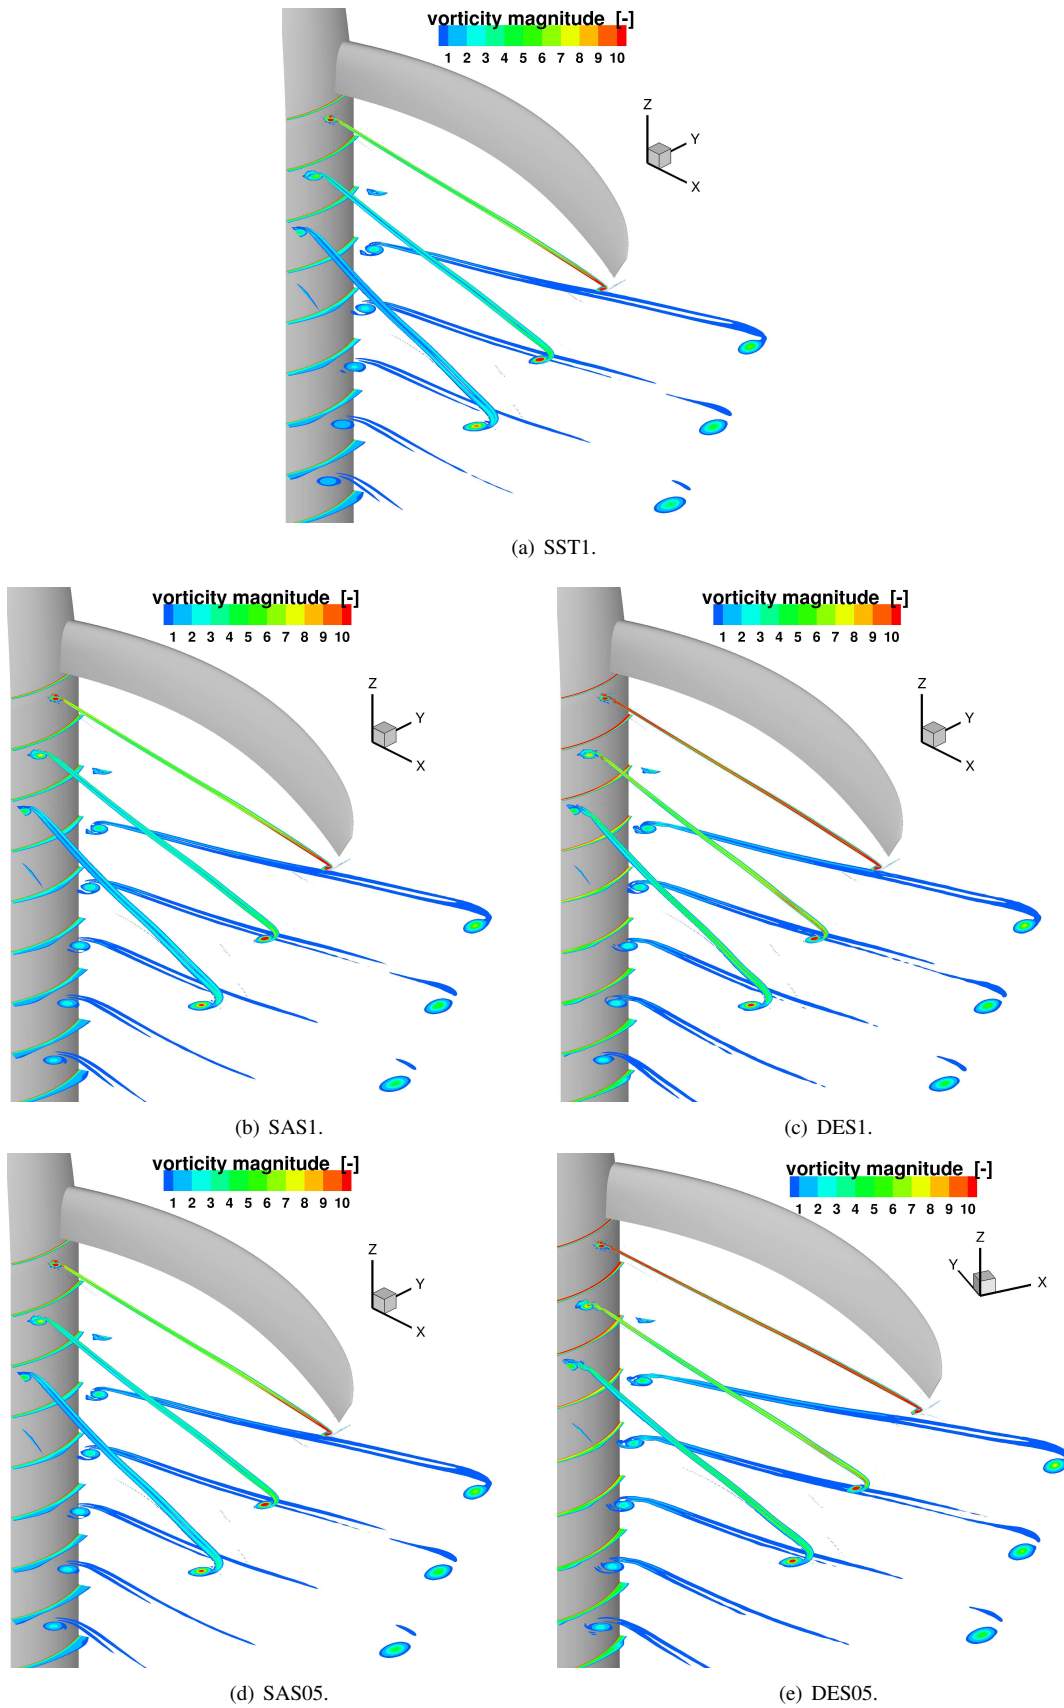 vorticity magnitude [-]
1 2 3 4 5 6 7 8 9 10
Z
Y
X
(a) SST1.
vorticity magnitude [-]
1 2 3 4 5 6 7 8 9 10
Z
Y
X
(b) SAS1.
vorticity magnitude [-]
1 2 3 4 5 6 7 8 9 10
Z
Y
X
(c) DES1.
vorticity magnitude [-]
1 2 3 4 5 6 7 8 9 10
Z
Y
X
(d) SAS05.
vorticity magnitude [-]
1 2 3 4 5 6 7 8 9 10
Z
Y
X
(e) DES05.